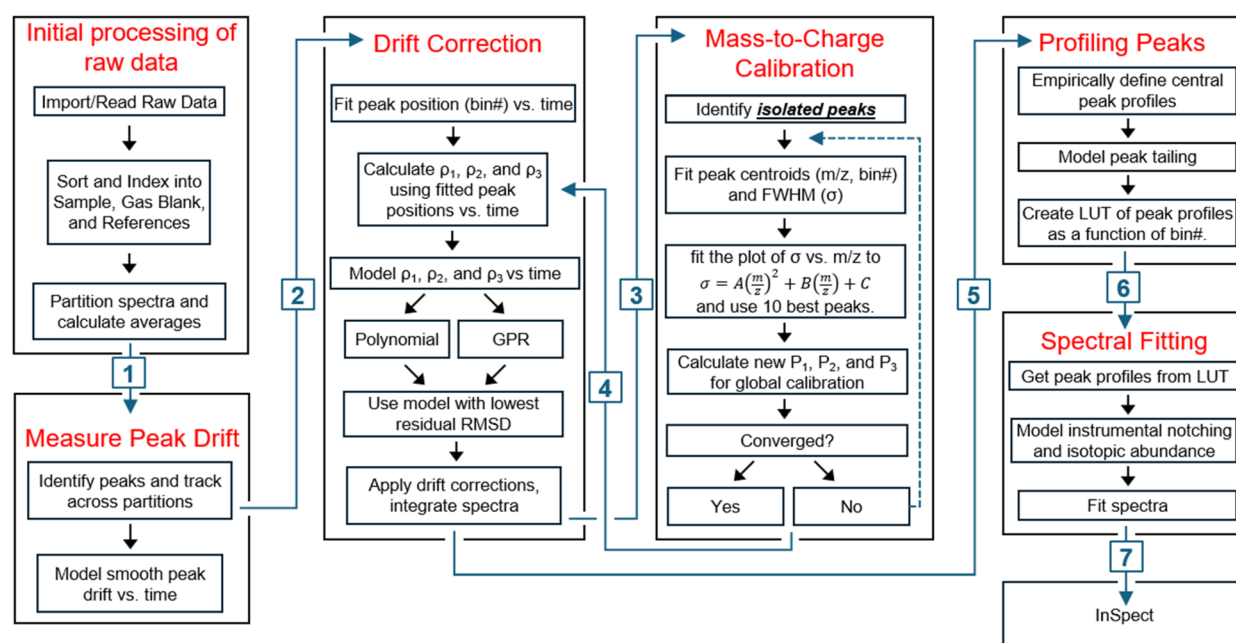 Initial processing of
raw data
Import/Read Raw Data
Sort and Index into
Sample, Gas Blank,
and References
Partition spectra and
calculate averages
1
Measure Peak Drift
Identify peaks and track
across partitions
Model smooth peak
drift vs. time
2
Drift Correction
Fit peak position (bin#) vs. time
Calculate ρ₁, ρ₂, and ρ₃
using fitted peak
positions vs. time
Model ρ₁, ρ₂, and ρ₃ vs time
Polynomial
GPR
Use model with lowest
residual RMSD
Apply drift corrections,
integrate spectra
3
4
Mass-to-Charge
Calibration
Identify isolated peaks
Fit peak centroids (m/z, bin#)
and FWHM (σ)
fit the plot of σ vs. m/z to
σ = A(m/z)² + B(m/z) + C
and use 10 best peaks.
Calculate new P₁, P₂, and P₃
for global calibration
Converged?
Yes
No
5
Profiling Peaks
Empirically define central
peak profiles
Model peak tailing
Create LUT of peak profiles
as a function of bin#.
6
Spectral Fitting
Get peak profiles from LUT
Model instrumental notching
and isotopic abundance
Fit spectra
7
InSpect